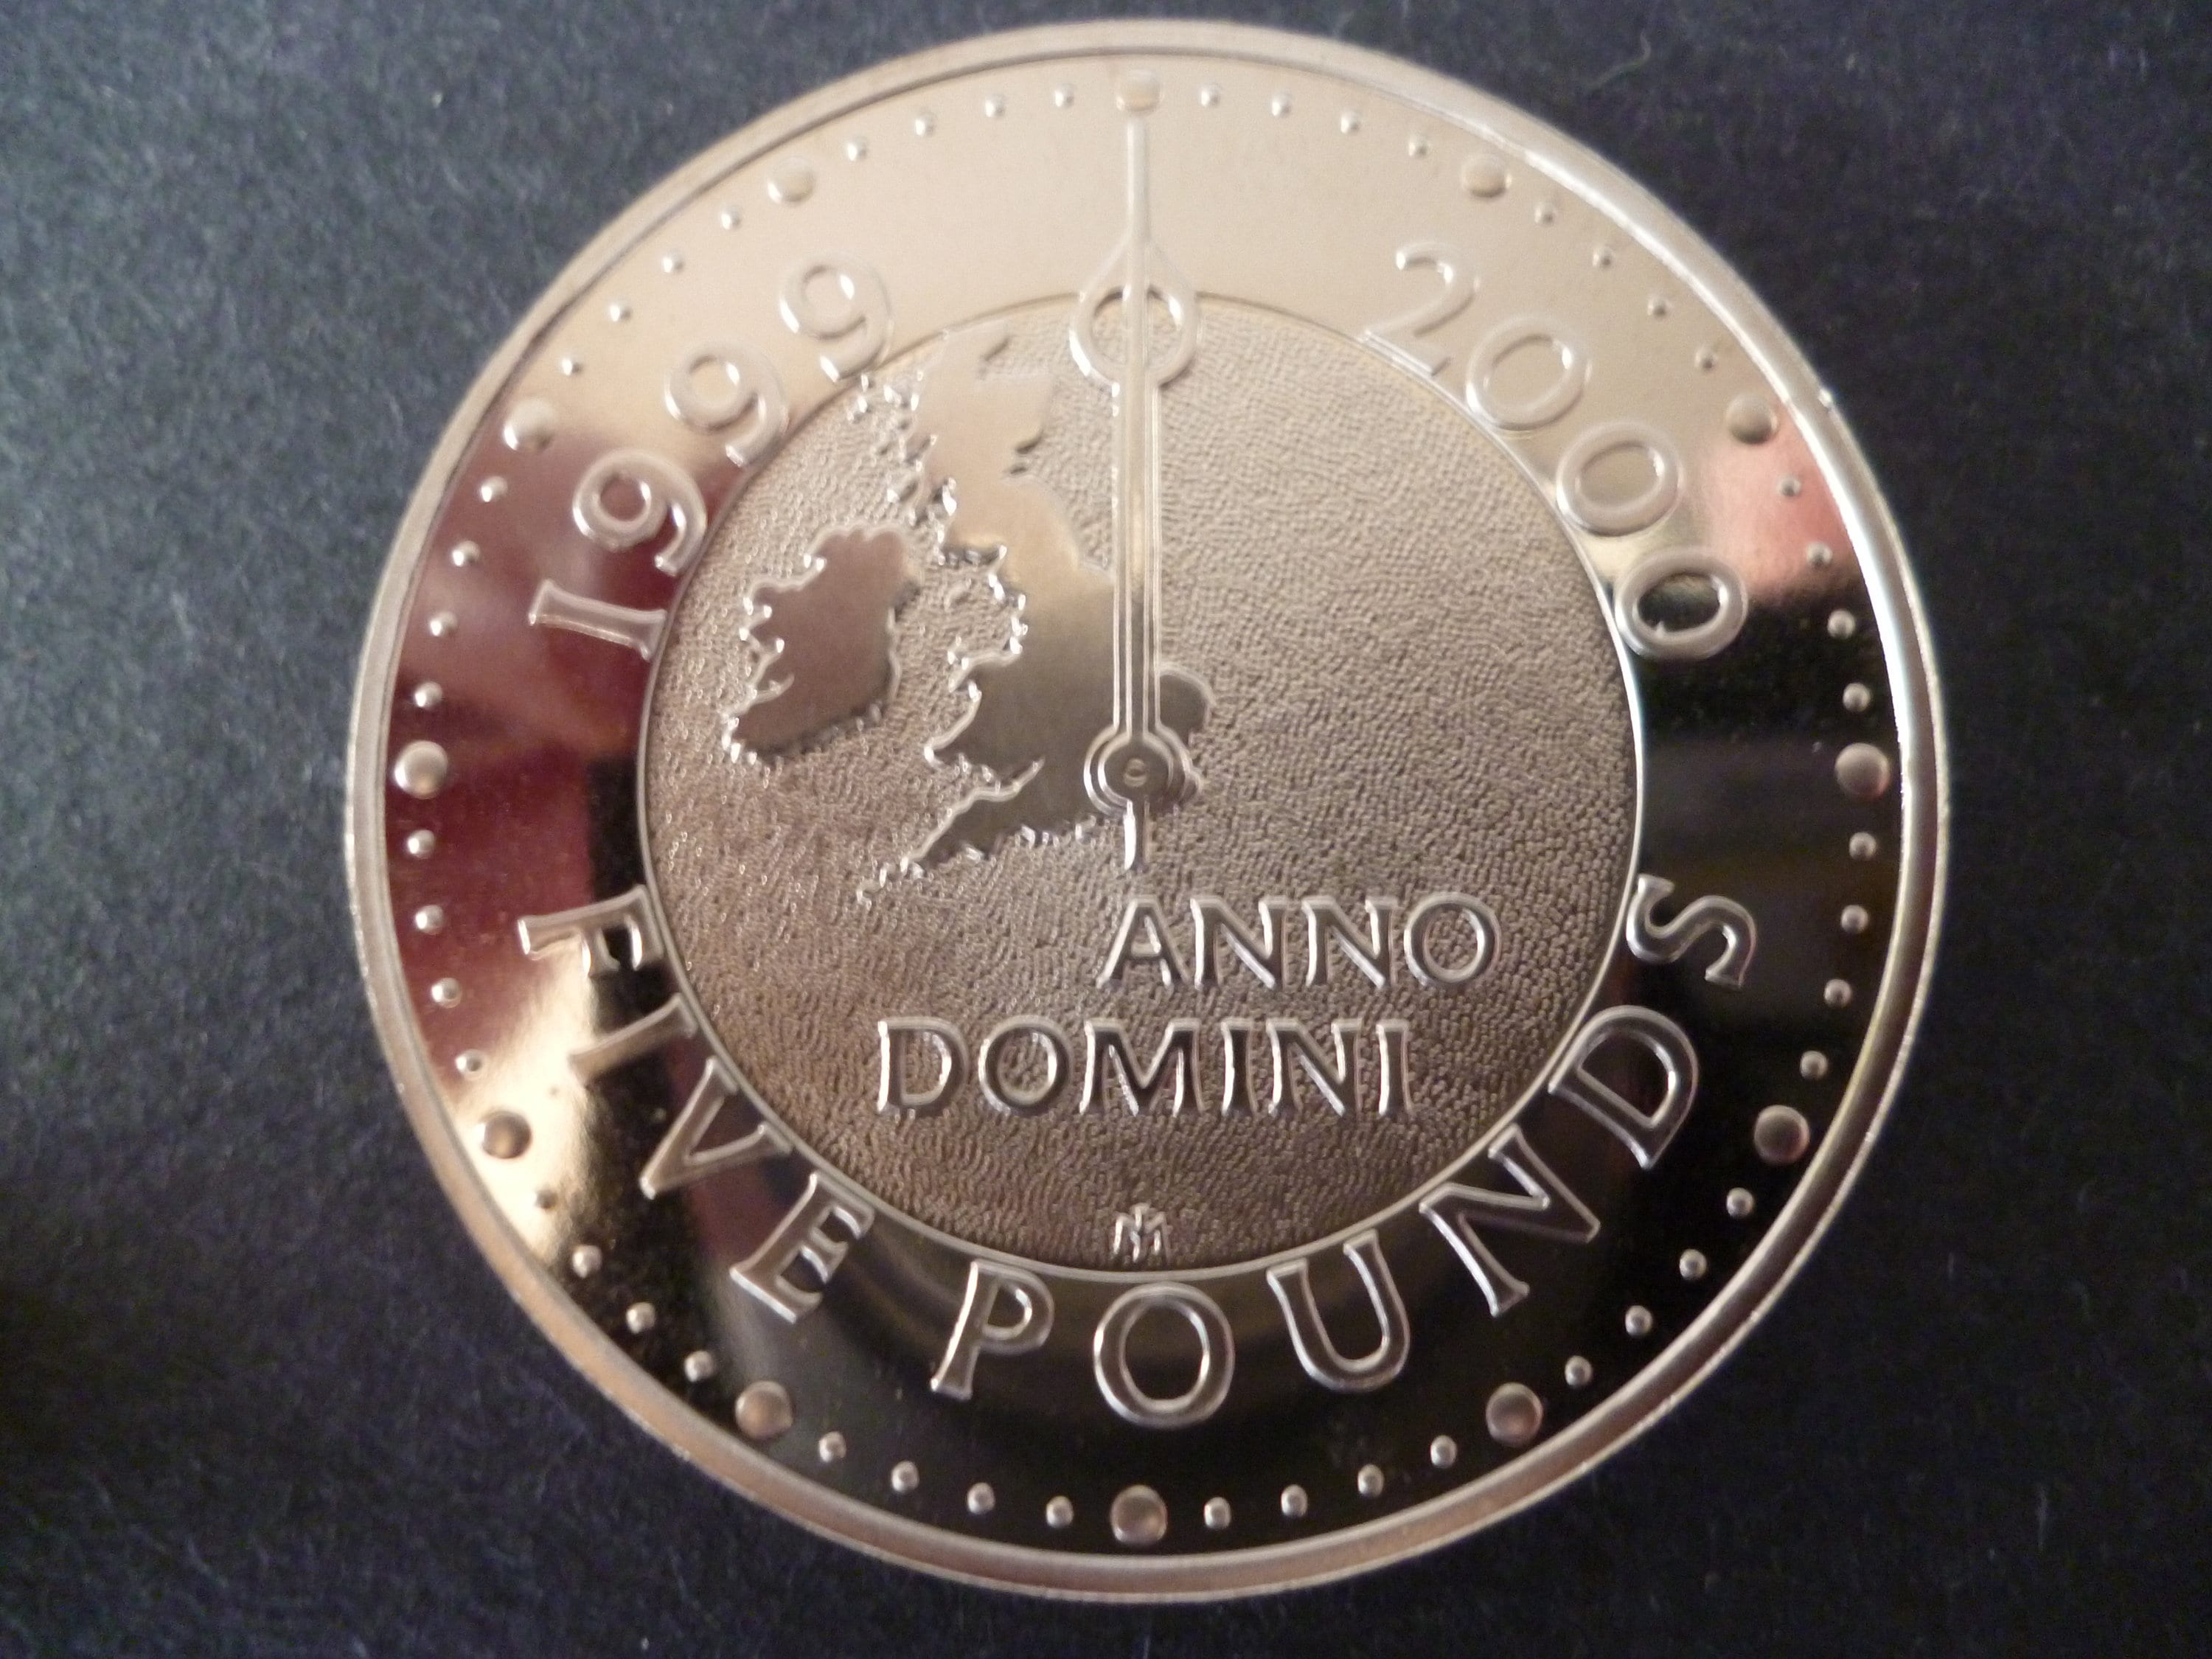 1999
2000
ANNO
DOMINI
FIVE POUNDS